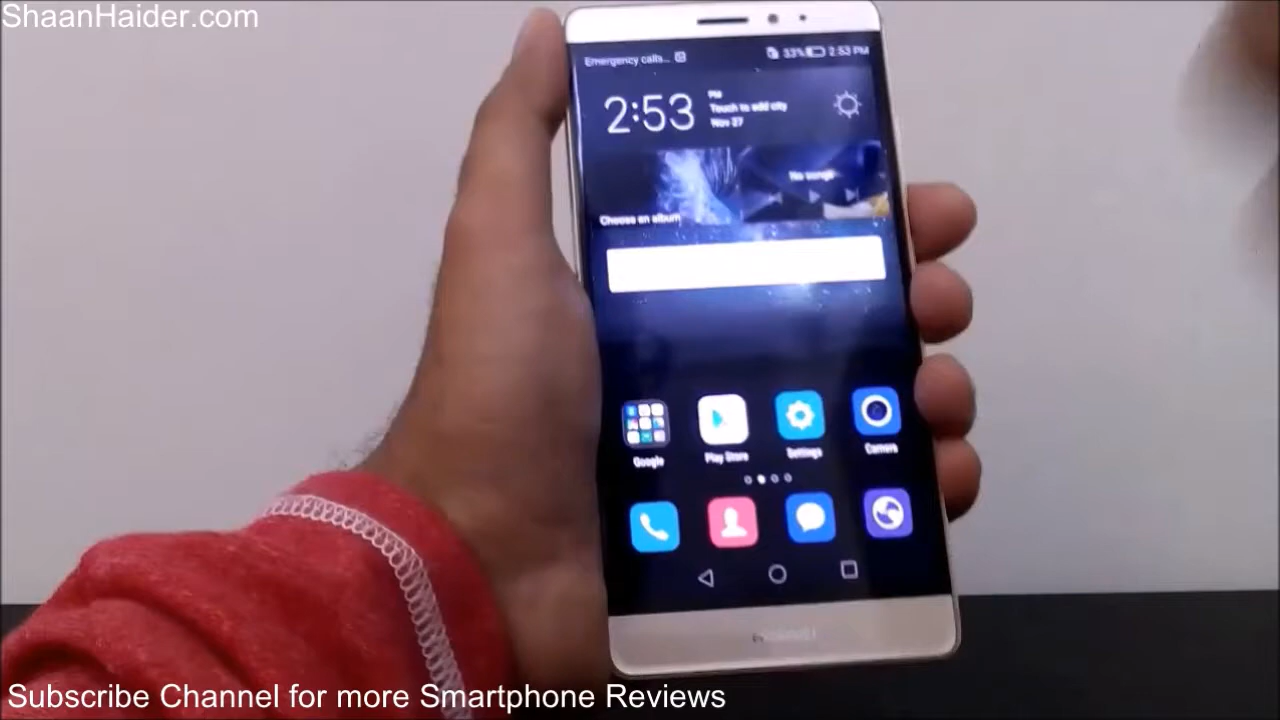 ShaanHaider.com
Emergency calls...
33% 2:53 PM
2:53
PM
Touch to add city
Nov 27
No songs
Choose an album
Google
Play Store
Settings
Camera
HUAWEI
Subscribe Channel for more Smartphone Reviews